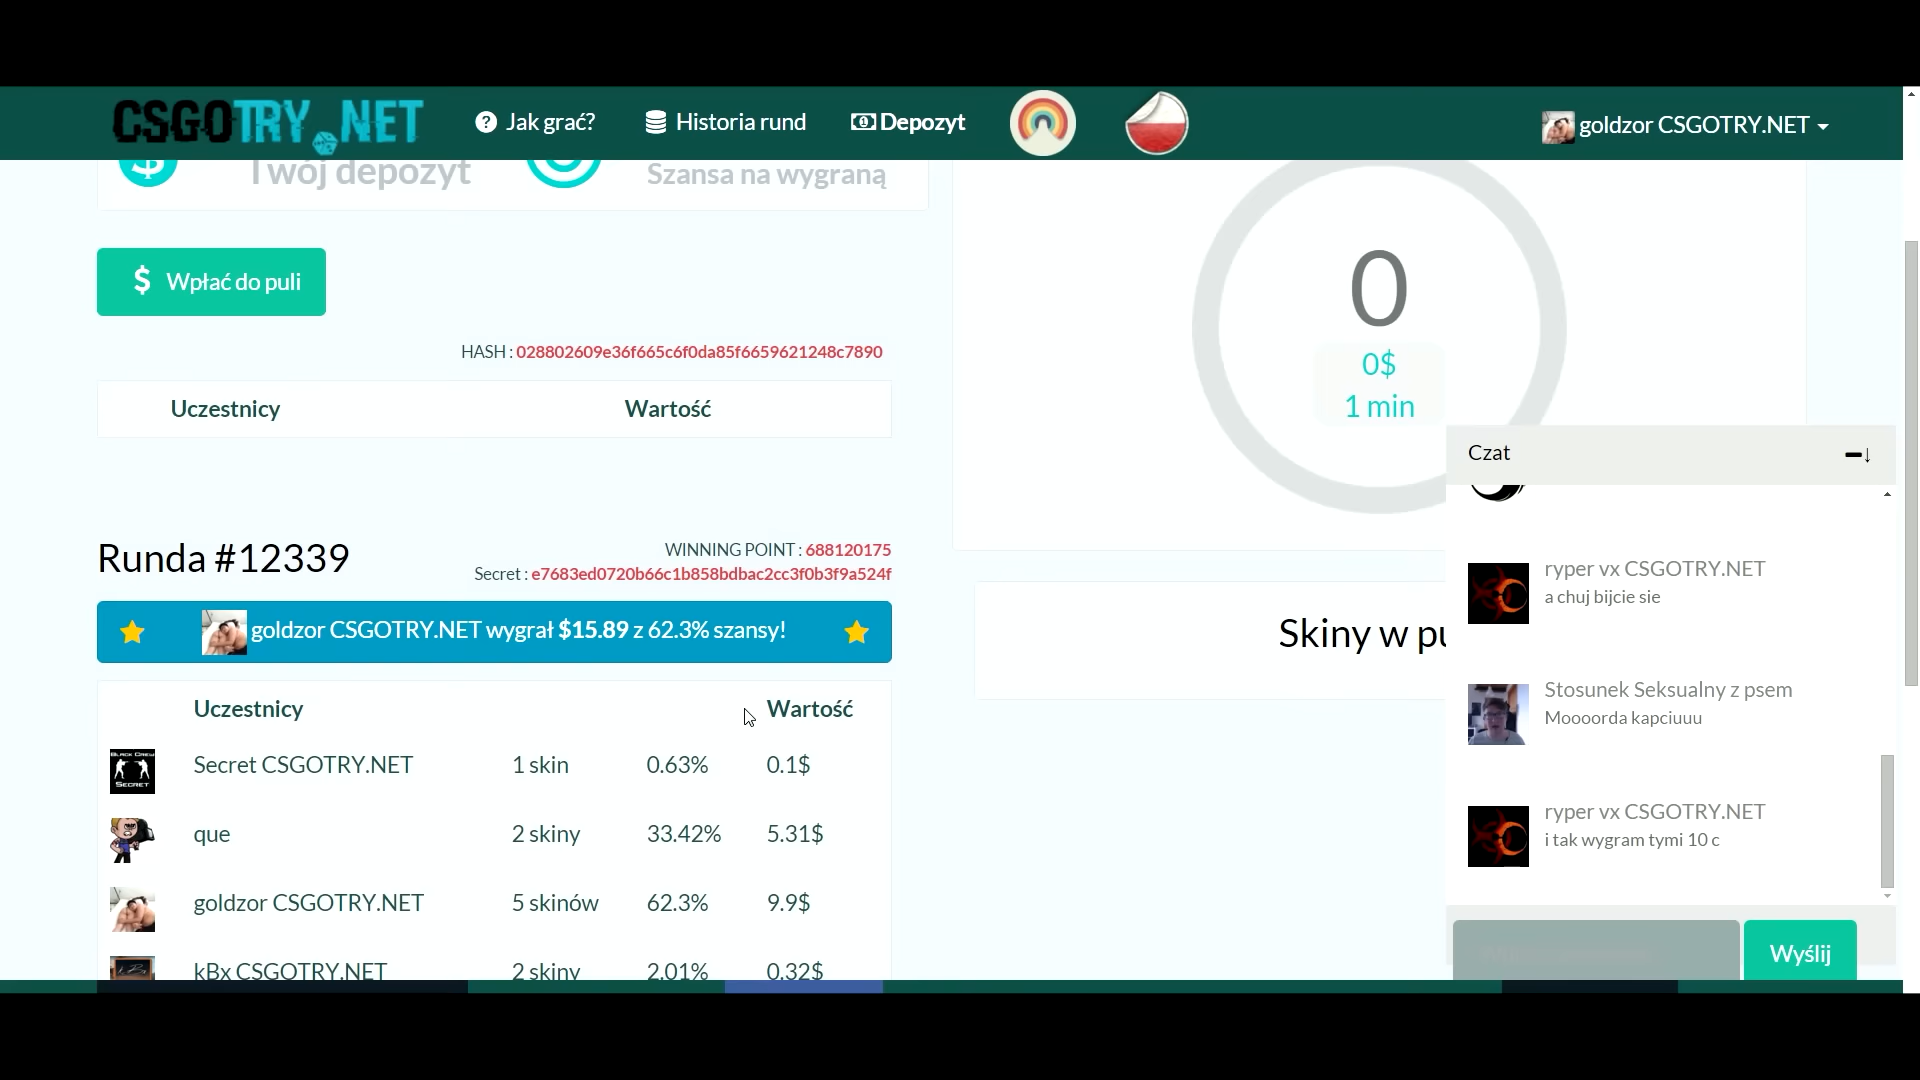 CSGOTRY.NET
Jak grać?
Historia rund
Depozyt
goldzor CSGOTRY.NET
Twój depozyt
Szansa na wygraną
$ Wpłać do puli
HASH : 028802609e36f665c6f0da85f6659621248c7890
Uczestnicy Wartość
0
0$
1 min
Runda #12339
WINNING POINT : 688120175
Secret : e7683ed0720b66c1b858bdbac2cc3f0b3f9a524f
goldzor CSGOTRY.NET wygrał $15.89 z 62.3% szansy!
Uczestnicy Wartość
BLACK CREW
SECRET
Secret CSGOTRY.NET 1 skin 0.63% 0.1$
que 2 skiny 33.42% 5.31$
goldzor CSGOTRY.NET 5 skinów 62.3% 9.9$
kBx CSGOTRY.NET 2 skiny 2.01% 0.32$
Skiny w pu
Czat
ryper vx CSGOTRY.NET
a chuj bijcie sie
Stosunek Seksualny z psem
Moooorda kapciuuu
ryper vx CSGOTRY.NET
i tak wygram tymi 10 c
Wyślij